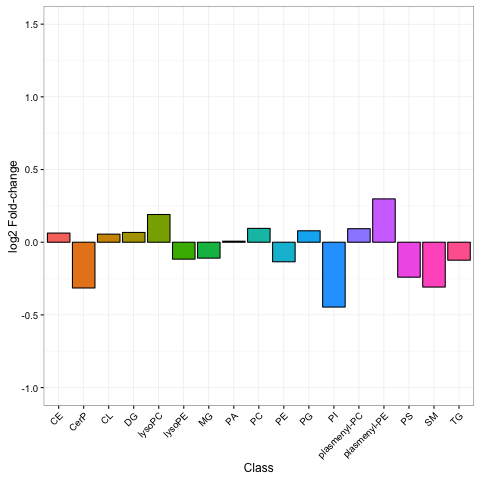 1.5
1.0
0.5
0.0
-0.5
-1.0
log2 Fold-change
CE
CerP
CL
DG
lysoPC
lysoPE
MG
PA
PC
PE
PG
PI
plasmenyl-PC
plasmenyl-PE
PS
SM
TG
Class